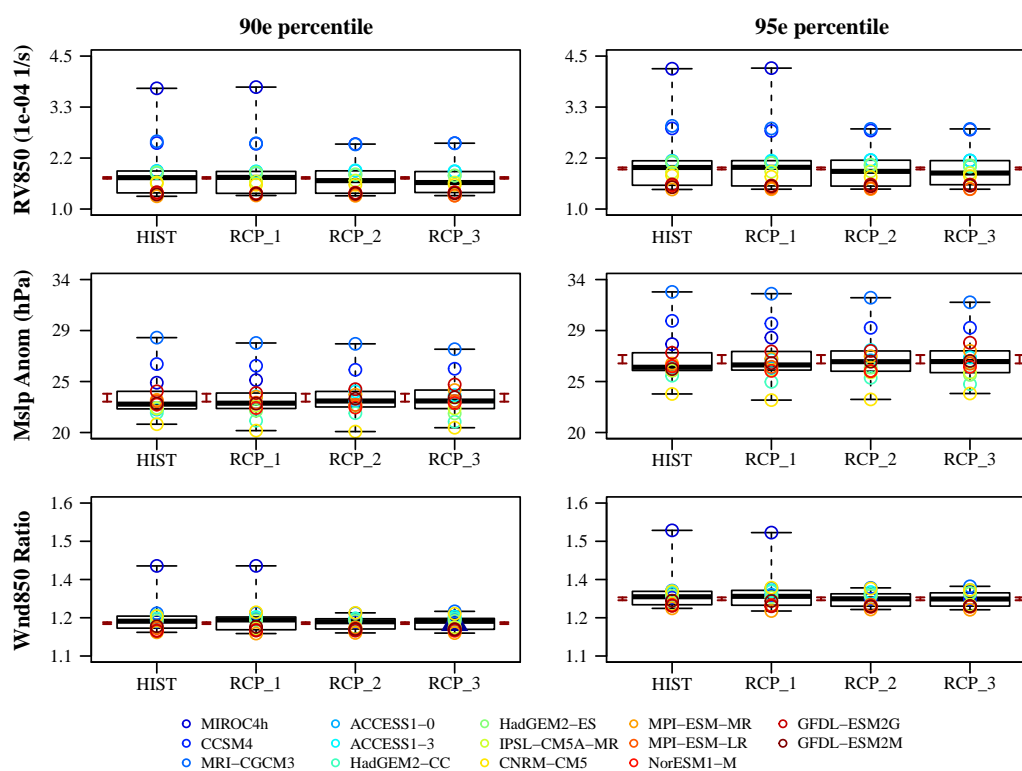 90e percentile 95e percentile
RV850 (1e-04 1/s)
4.5 4.5
3.3 3.3
2.2 2.2
1.0 1.0
HIST RCP_1 RCP_2 RCP_3 HIST RCP_1 RCP_2 RCP_3
Mslp Anom (hPa)
34 34
29 29
25 25
20 20
HIST RCP_1 RCP_2 RCP_3 HIST RCP_1 RCP_2 RCP_3
Wnd850 Ratio
1.6 1.6
1.5 1.5
1.4 1.4
1.2 1.2
1.1 1.1
HIST RCP_1 RCP_2 RCP_3 HIST RCP_1 RCP_2 RCP_3
MIROC4h ACCESS1−0 HadGEM2−ES MPI−ESM−MR GFDL−ESM2G
CCSM4 ACCESS1−3 IPSL−CM5A−MR MPI−ESM−LR GFDL−ESM2M
MRI−CGCM3 HadGEM2−CC CNRM−CM5 NorESM1−M